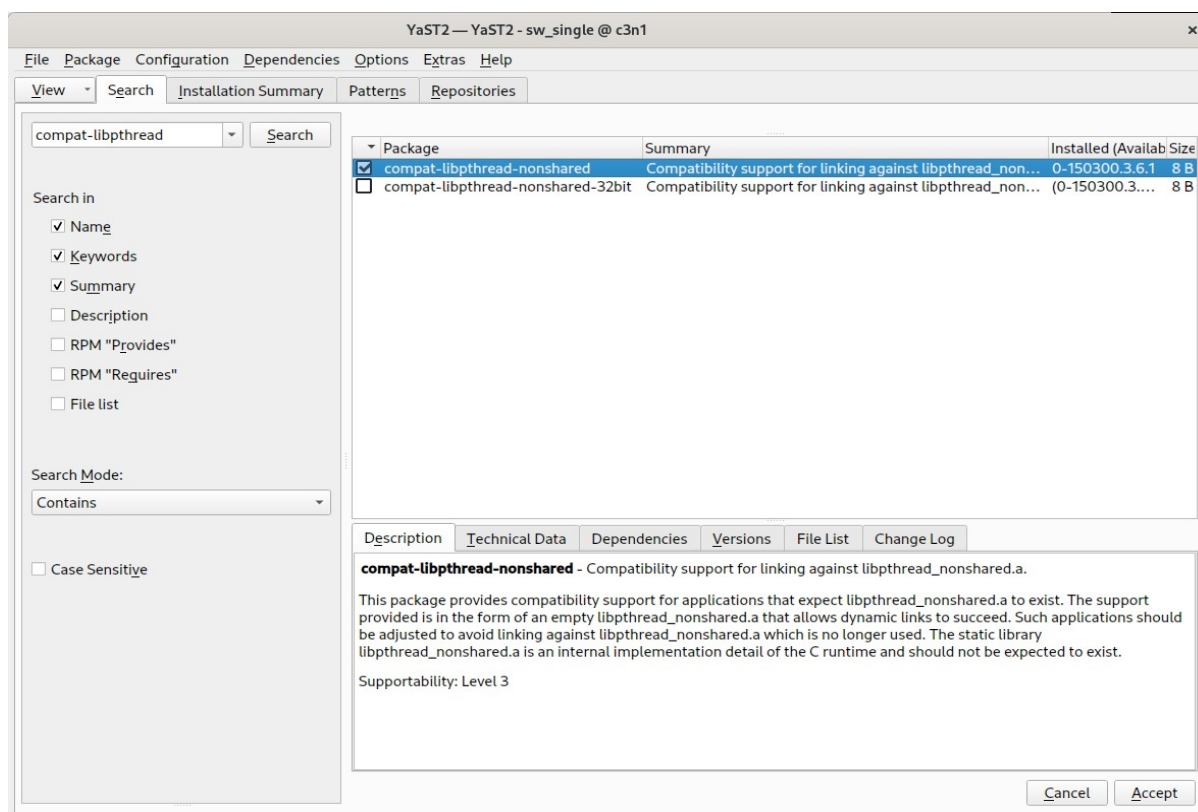 YaST2 — YaST2 - sw_single @ c3n1
×
File Package Configuration Dependencies Options Extras Help
View Search Installation Summary Patterns Repositories
compat-libpthread Search
Search in
Name
Keywords
Summary
Description
RPM "Provides"
RPM "Requires"
File list
Search Mode:
Contains
Case Sensitive
Package Summary Installed (Availab Size
compat-libpthread-nonshared Compatibility support for linking against libpthread_non... 0-150300.3.6.1 8 B
compat-libpthread-nonshared-32bit Compatibility support for linking against libpthread_non... (0-150300.3.... 8 B
Description Technical Data Dependencies Versions File List Change Log
compat-libpthread-nonshared - Compatibility support for linking against libpthread_nonshared.a.
This package provides compatibility support for applications that expect libpthread_nonshared.a to exist. The support
provided is in the form of an empty libpthread_nonshared.a that allows dynamic links to succeed. Such applications should
be adjusted to avoid linking against libpthread_nonshared.a which is no longer used. The static library
libpthread_nonshared.a is an internal implementation detail of the C runtime and should not be expected to exist.
Supportability: Level 3
Cancel Accept